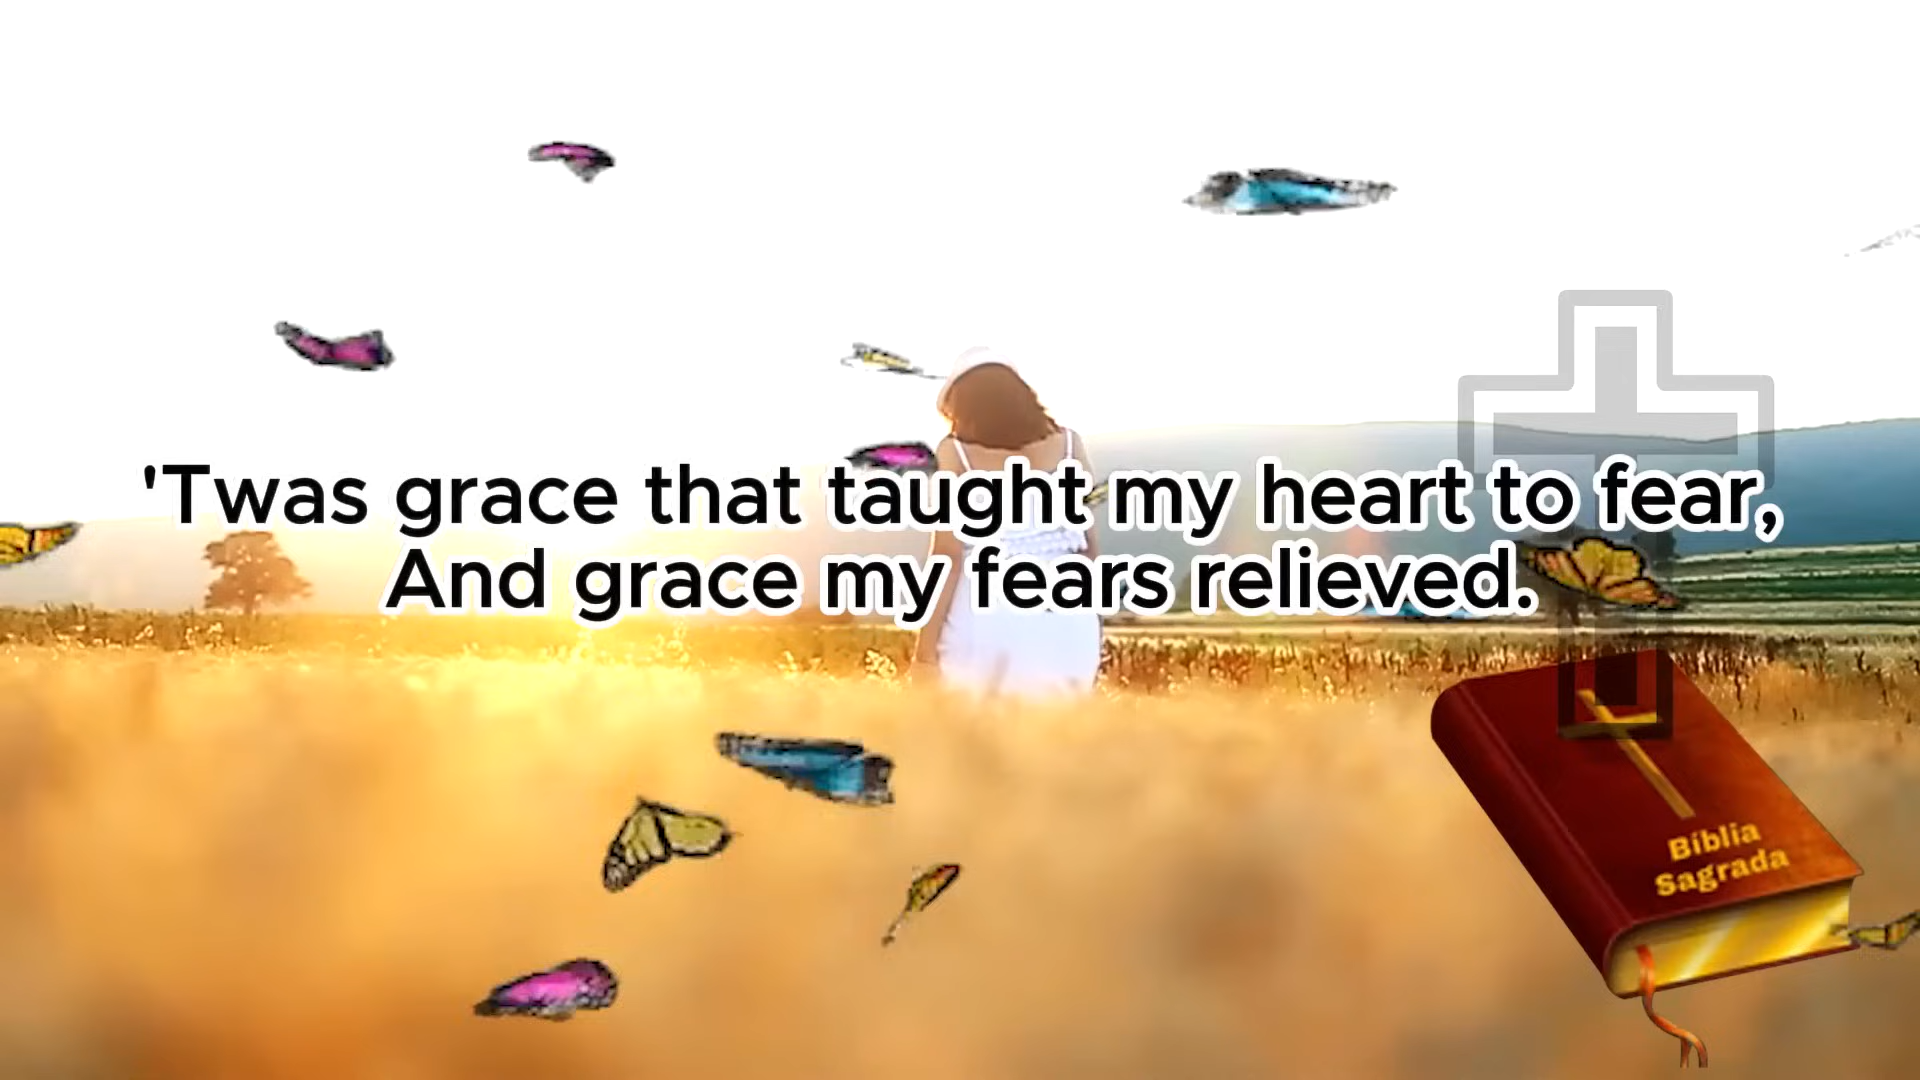 'Twas grace that taught my heart to fear,
And grace my fears relieved.
Bíblia
Sagrada